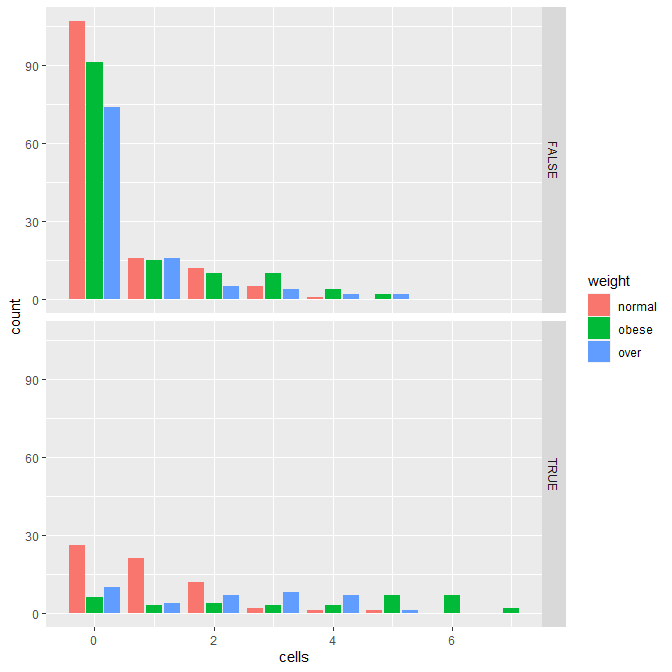 90
60
30
0
FALSE
90
60
30
0
TRUE
count
0 2 4 6
cells
weight
normal
obese
over